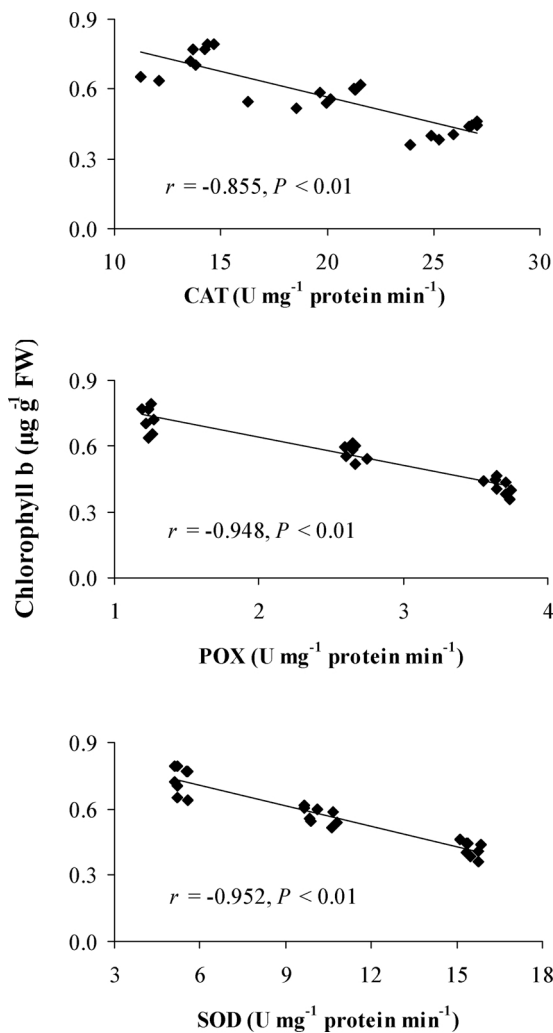 0.9
0.6
0.3
0.0
r = -0.855, P < 0.01
10 15 20 25 30
CAT (U mg⁻¹ protein min⁻¹)
Chlorophyll b (µg g⁻¹ FW)
0.9
0.6
0.3
0.0
r = -0.948, P < 0.01
1 2 3 4
POX (U mg⁻¹ protein min⁻¹)
0.9
0.6
0.3
0.0
r = -0.952, P < 0.01
3 6 9 12 15 18
SOD (U mg⁻¹ protein min⁻¹)